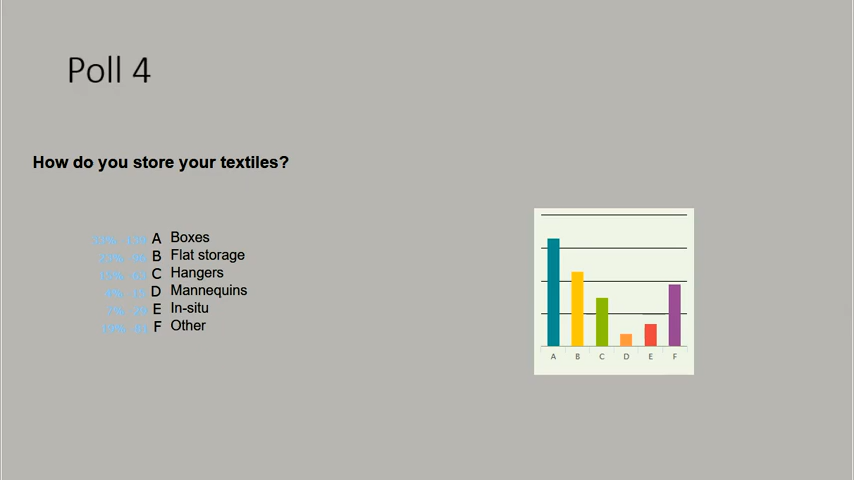 Poll 4
How do you store your textiles?
A Boxes
B Flat storage
C Hangers
D Mannequins
E In-situ
F Other
A B C D E F